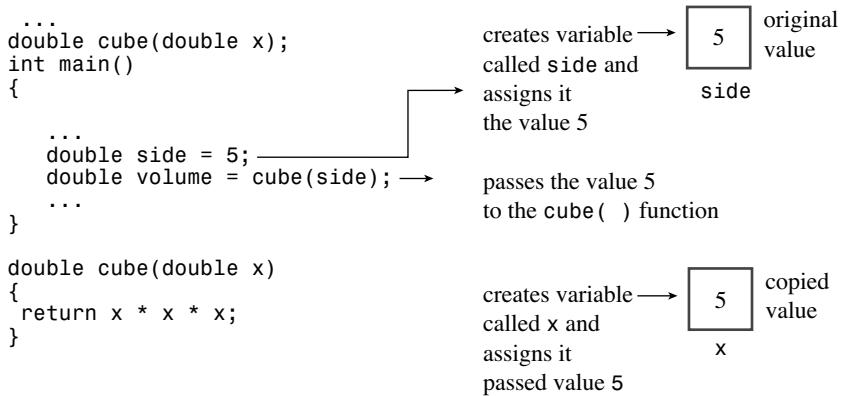 ...
double cube(double x);
int main()
{
...
double side = 5;
double volume = cube(side);
...
}
double cube(double x)
{
return x * x * x;
}
creates variable
called side and
assigns it
the value 5
5
original
value
side
passes the value 5
to the cube( ) function
creates variable
called x and
assigns it
passed value 5
5
copied
value
x